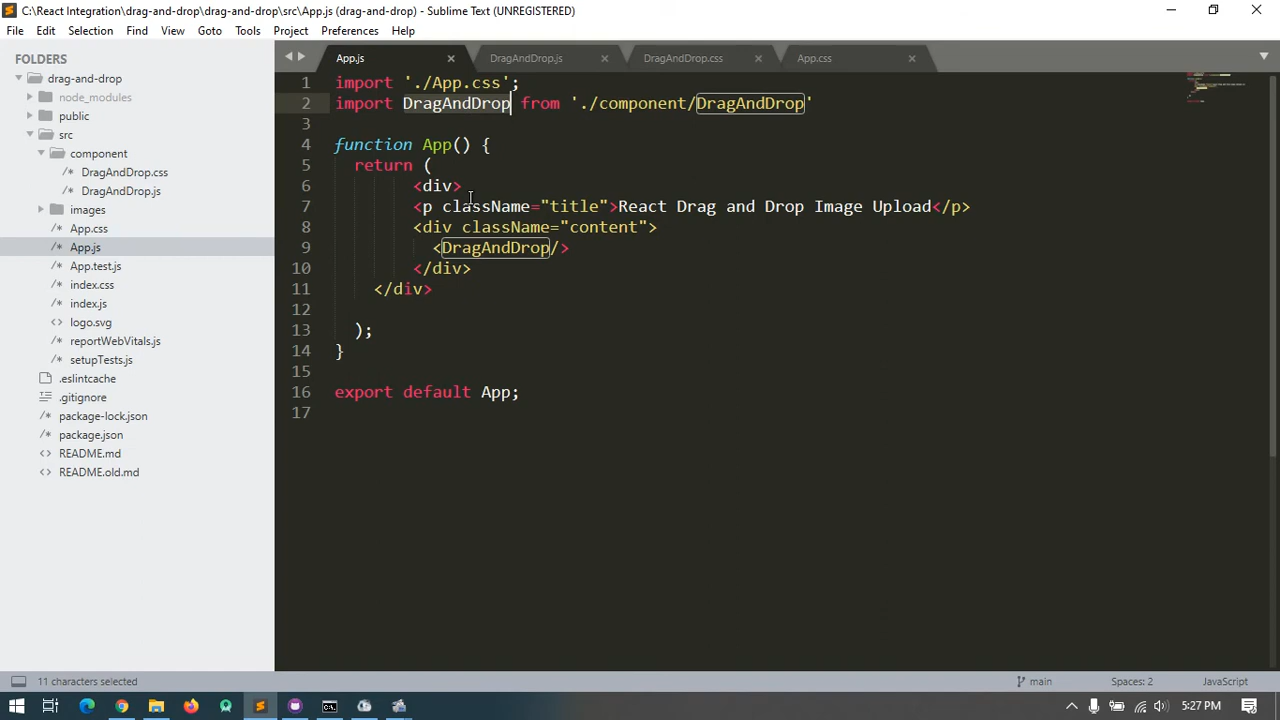 C:\React Integration\drag-and-drop\drag-and-drop\src\App.js (drag-and-drop) - Sublime Text (UNREGISTERED)
File Edit Selection Find View Goto Tools Project Preferences Help
FOLDERS
drag-and-drop
node_modules
public
src
component
DragAndDrop.css
DragAndDrop.js
images
App.css
App.js
App.test.js
index.css
index.js
logo.svg
reportWebVitals.js
setupTests.js
.eslintcache
.gitignore
package-lock.json
package.json
README.md
README.old.md
App.js DragAndDrop.js DragAndDrop.css App.css
1 import './App.css';
2 import DragAndDrop from './component/DragAndDrop'
3
4 function App() {
5 return (
6 <div>
7 <p className="title">React Drag and Drop Image Upload</p>
8 <div className="content">
9 <DragAndDrop/>
10 </div>
11 </div>
12
13 );
14 }
15
16 export default App;
17
11 characters selected main Spaces: 2 JavaScript
5:27 PM